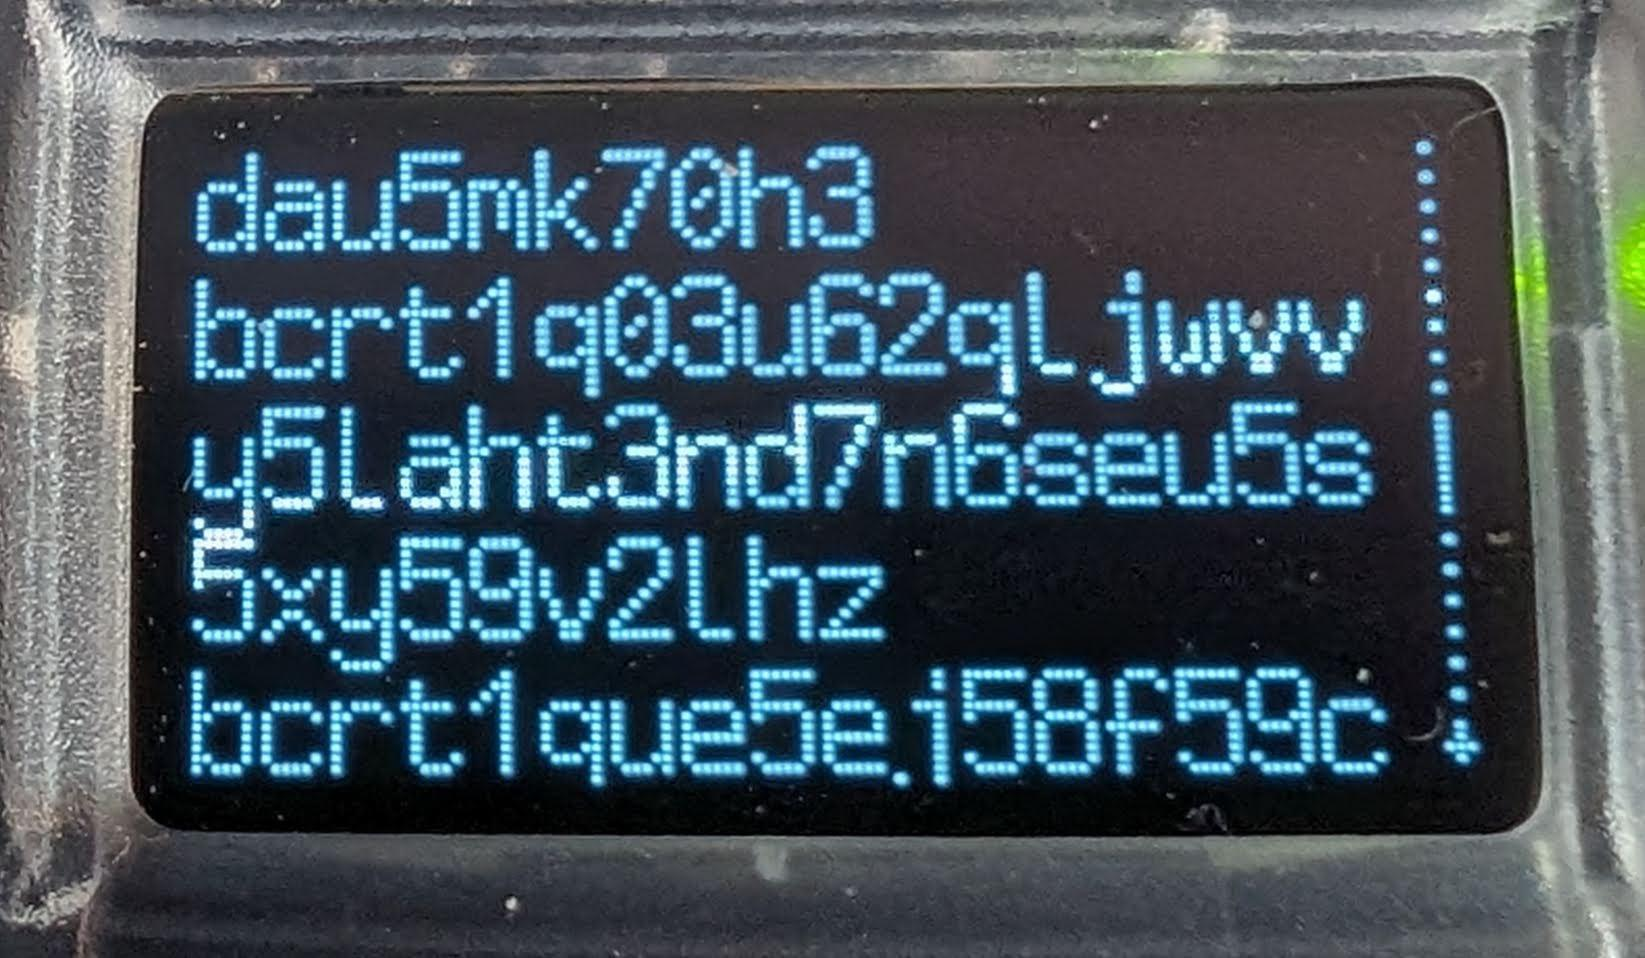 dau5mk70h3
bcrt1q03u62qljwvv
y5laht3nd7n6seu5s
5xy59v2lhz
bcrt1que5ej58f59c